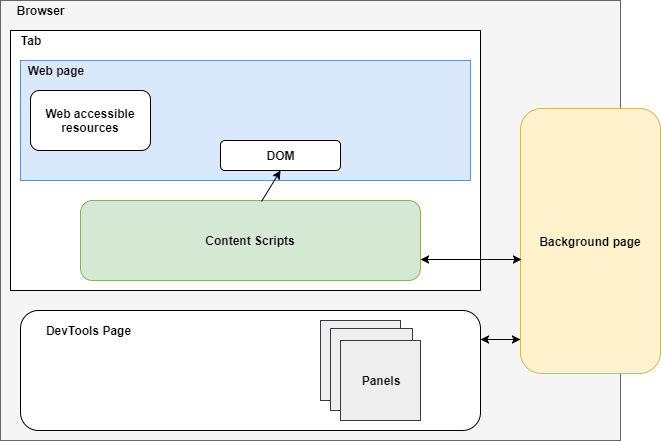 Browser
Tab
Web page
Web accessible
resources
DOM
Content Scripts
Background page
DevTools Page
Panels